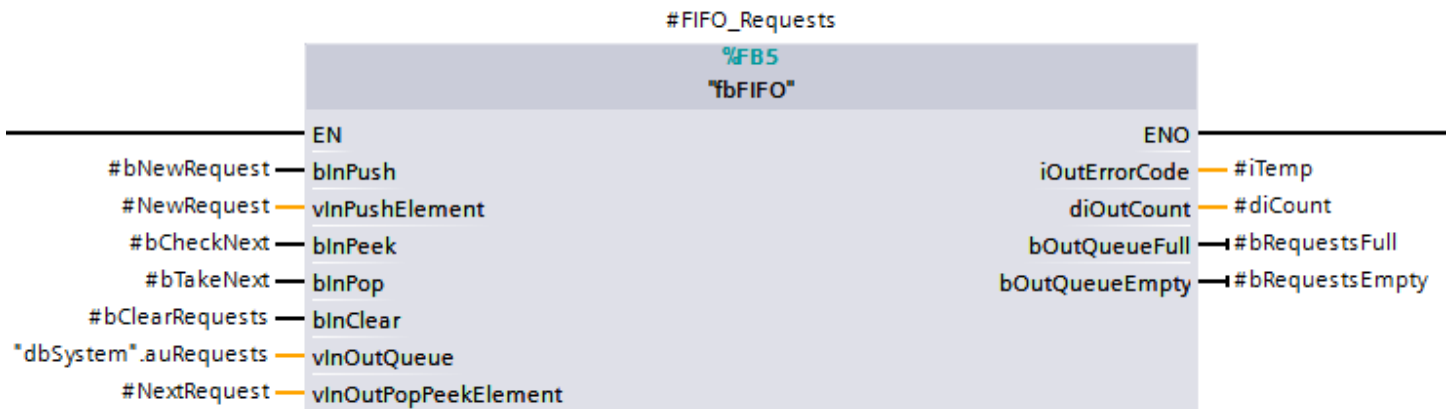 #FIFO_Requests
%FB5
"fbFIFO"
EN ENO
#bNewRequest bInPush iOutErrorCode #iTemp
#NewRequest vInPushElement diOutCount #diCount
#bCheckNext bInPeek bOutQueueFull #bRequestsFull
#bTakeNext bInPop bOutQueueEmpty #bRequestsEmpty
#bClearRequests bInClear
"dbSystem".auRequests vInOutQueue
#NextRequest vInOutPopPeekElement